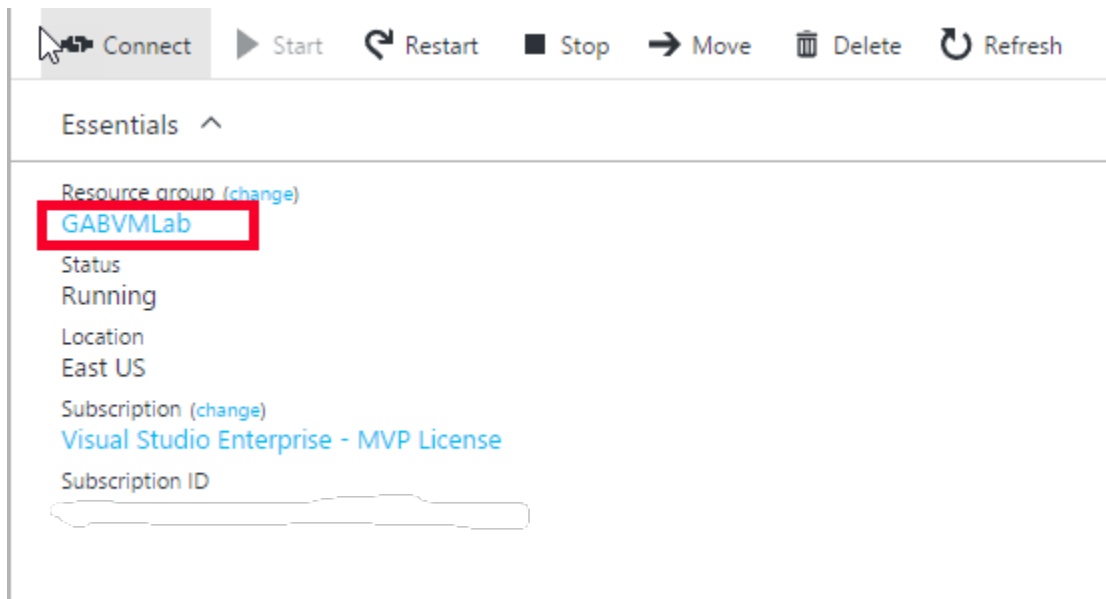 Connect Start Restart Stop Move Delete Refresh
Essentials
Resource group (change)
GABVMLab
Status
Running
Location
East US
Subscription (change)
Visual Studio Enterprise - MVP License
Subscription ID